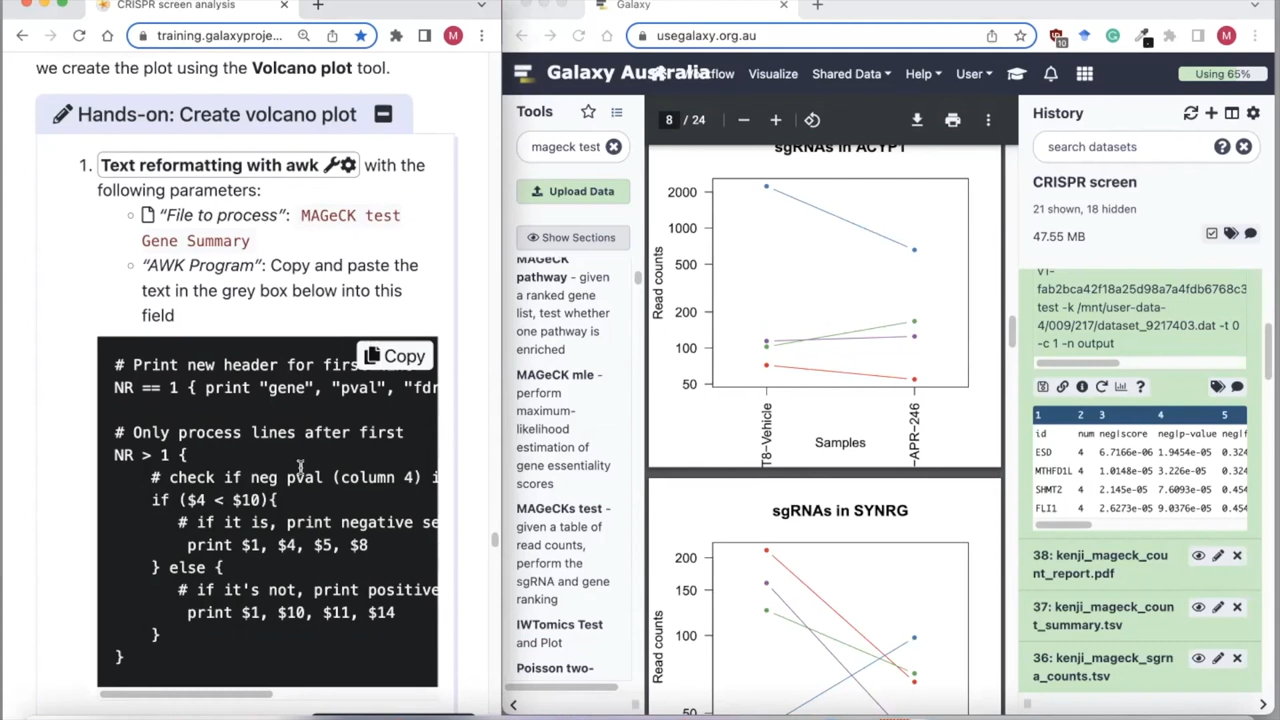 CRISPR screen analysis
training.galaxyproje...
M
we create the plot using the Volcano plot tool.
Hands-on: Create volcano plot
1. Text reformatting with awk with the
following parameters:
"File to process": MAGeCK test
Gene Summary
"AWK Program": Copy and paste the
text in the grey box below into this
field
Copy
# Print new header for fir
NR == 1 { print "gene", "pval", "fdr
# Only process lines after first
NR > 1 {
# check if neg pval (column 4) i
if ($4 < $10){
# if it is, print negative se
print $1, $4, $5, $8
} else {
# if it's not, print positive
print $1, $10, $11, $14
}
}
Galaxy
usegalaxy.org.au
10
M
Galaxy Australia
flow
Visualize
Shared Data
Help
User
Using 65%
Tools
mageck test
Upload Data
Show Sections
MAGeCK
pathway - given
a ranked gene
list, test whether
one pathway is
enriched
MAGeCK mle -
perform
maximum-
likelihood
estimation of
gene essentiality
scores
MAGeCKs test -
given a table of
read counts,
perform the
sgRNA and gene
ranking
IWTomics Test
and Plot
Poisson two-
8 / 24
sgRNAs in ACYP1
Read counts
2000
1000
500
200
100
50
T8-Vehicle
-APR-246
Samples
sgRNAs in SYNRG
Read counts
200
150
100
50
History
search datasets
CRISPR screen
21 shown, 18 hidden
47.55 MB
v1-
fab2bca42f18a25d98a7a4fdb6768c3
test -k /mnt/user-data-
4/009/217/dataset_9217403.dat -t 0
-c 1 -n output
1 2 3 4 5
id num neg|score neg|p-value neg|f
ESD 4 6.7166e-06 1.9454e-05 0.324
MTHFD1L 4 1.0148e-05 3.226e-05 0.324
SHMT2 4 2.145e-05 7.6093e-05 0.454
FLI1 4 2.6273e-05 9.0376e-05 0.454
38: kenji_mageck_cou
nt_report.pdf
37: kenji_mageck_coun
t_summary.tsv
36: kenji_mageck_sgrn
a_counts.tsv